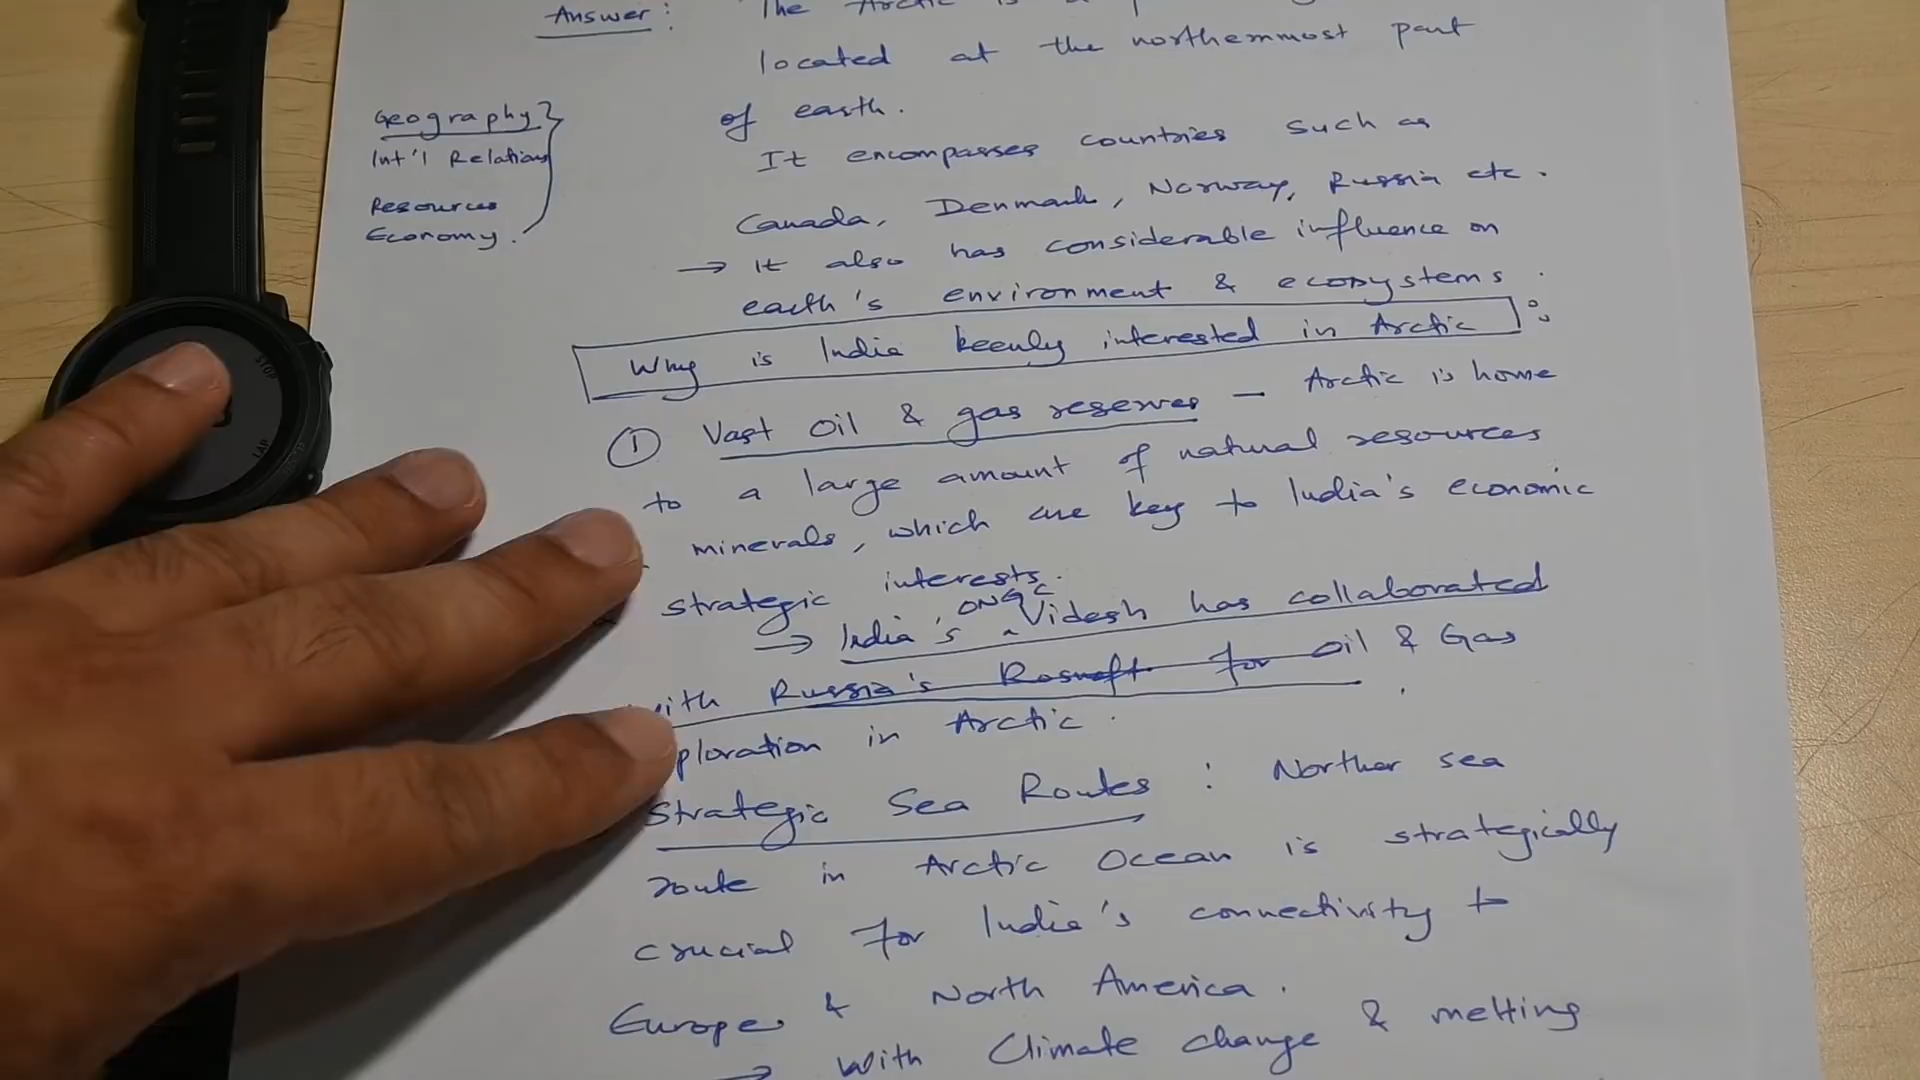 Answer : The Arctic is a
located at the northernmost part
of earth.
Geography
Int'l Relations
Resources
Economy.
It encompasses countries such as
Canada, Denmark, Norway, Russia etc.
→ It also has considerable influence on
earth's environment & ecosystems.
Why is India keenly interested in Arctic :
① Vast oil & gas reserves — Arctic is home
to a large amount of natural resources
minerals, which are key to India's economic
strategic interests.
→ India's ONGC Videsh has collaborated
with Russia's Rosneft for oil & Gas
ploration in Arctic.
Strategic Sea Routes : Norther sea
route in Arctic Ocean is strategically
crucial for India's connectivity to
Europe & North America.
→ With Climate change & melting
STOP
LAP